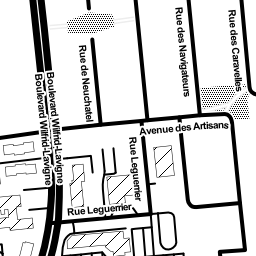 Rue de Neuchatel
Rue des Navigateurs
Rue des Caravelles
Boulevard Wilfrid-Lavigne
Boulevard Wilfrid-Lavigne
Avenue des Artisans
Rue Leguerrier
Rue Leguerrier